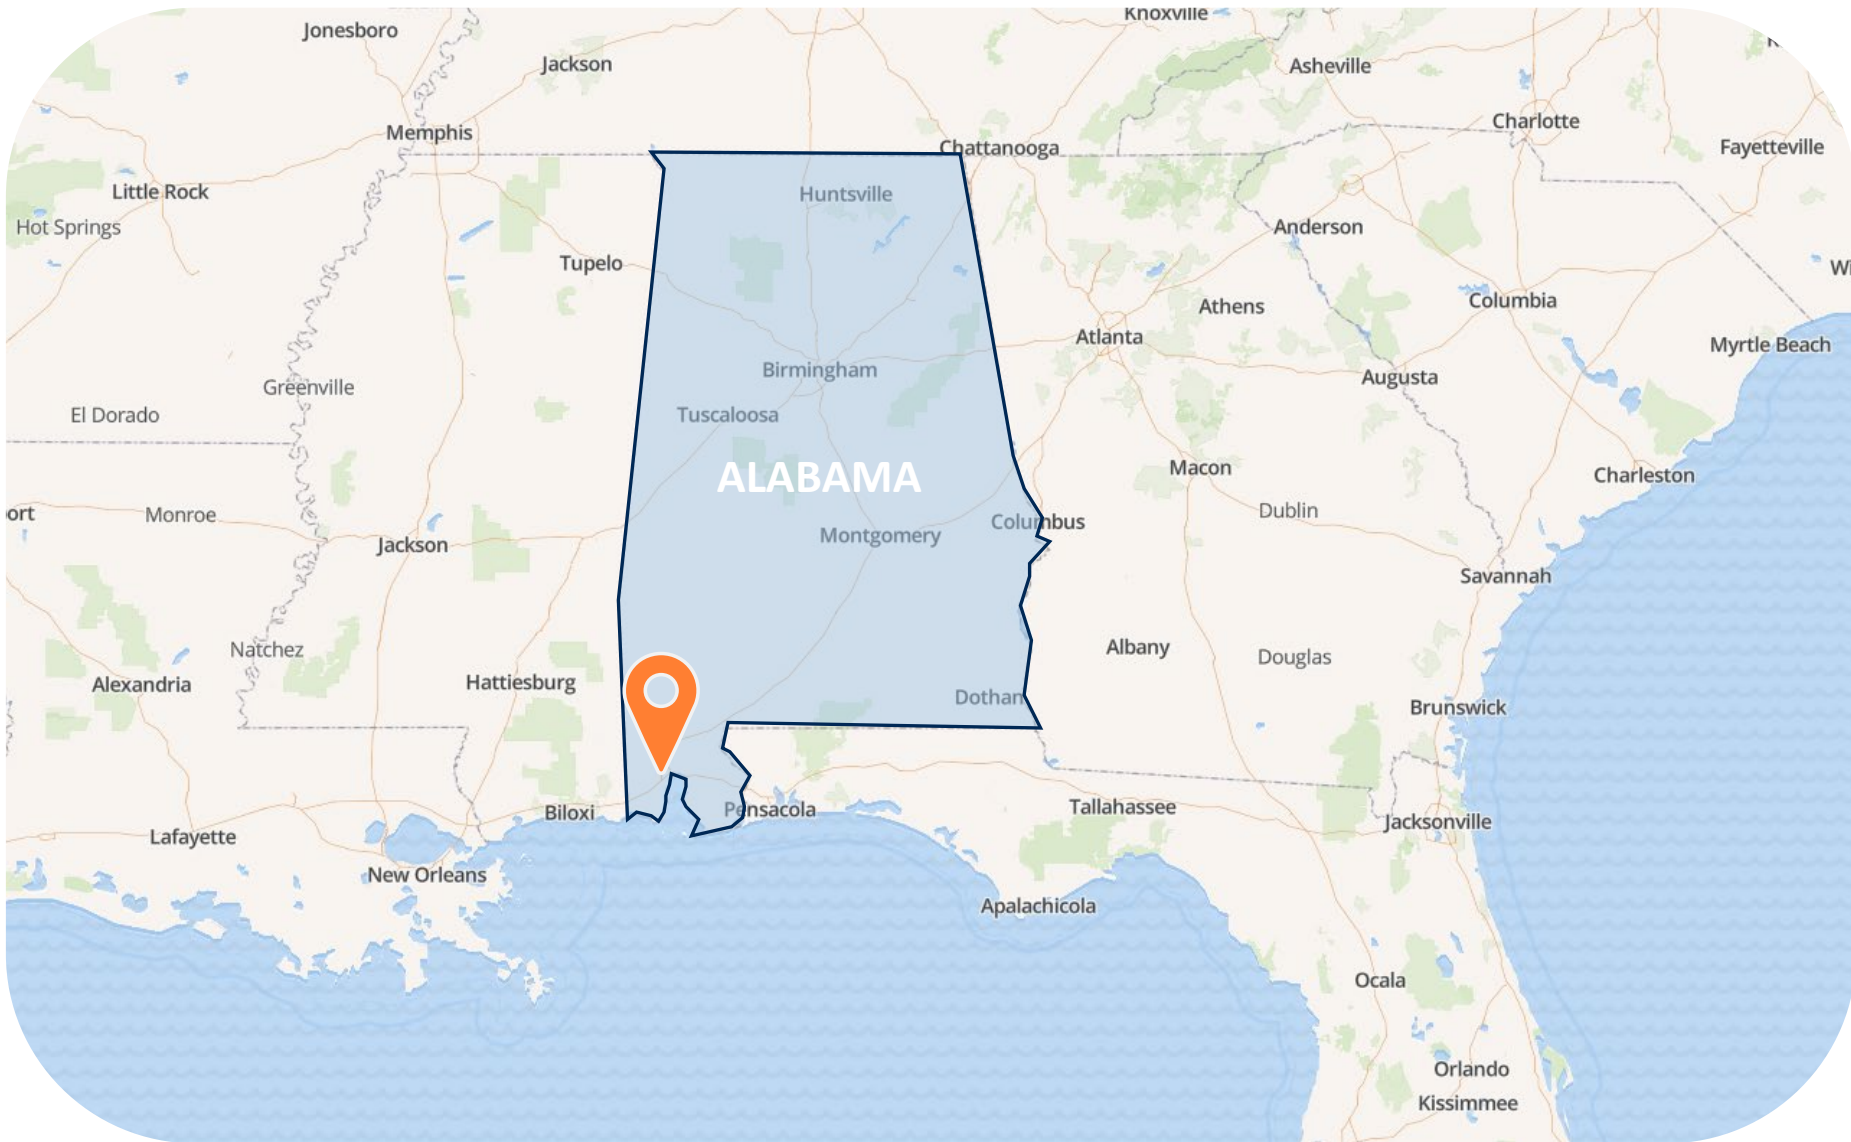 Knoxville
Jonesboro
Jackson
Asheville
Charlotte
Memphis
Chattanooga
Fayetteville
Little Rock
Huntsville
Hot Springs
Anderson
Tupelo
Wi
Columbia
Athens
Atlanta
Myrtle Beach
Birmingham
Augusta
Greenville
El Dorado
Tuscaloosa
Macon
ALABAMA
Charleston
Dublin
ort
Monroe
Columbus
Montgomery
Jackson
Savannah
Albany
Natchez
Douglas
Hattiesburg
Alexandria
Dothan
Brunswick
Tallahassee
Pensacola
Biloxi
Jacksonville
Lafayette
New Orleans
Apalachicola
Ocala
Orlando
Kissimmee